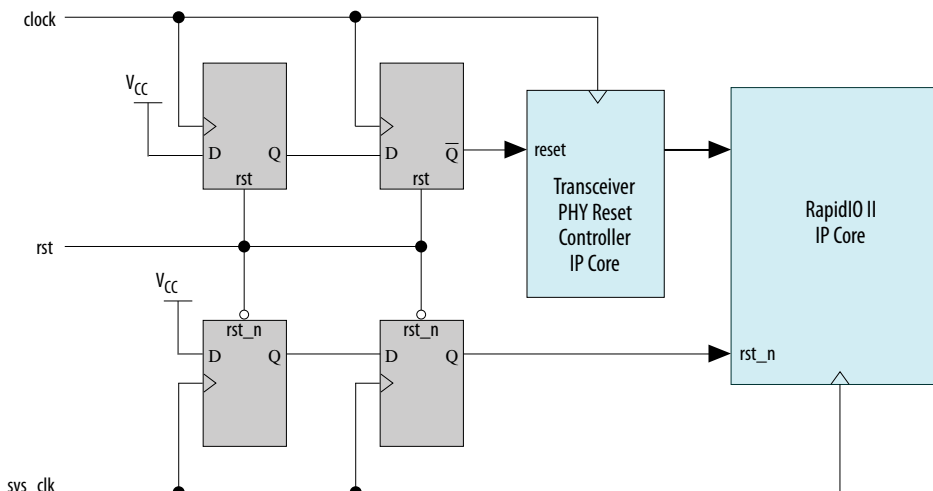 clock
V_CC
D
Q
rst
D
Q̅
rst
reset
Transceiver
PHY Reset
Controller
IP Core
RapidIO II
IP Core
rst
V_CC
rst_n
D
Q
rst_n
D
Q
rst_n
sys_clk